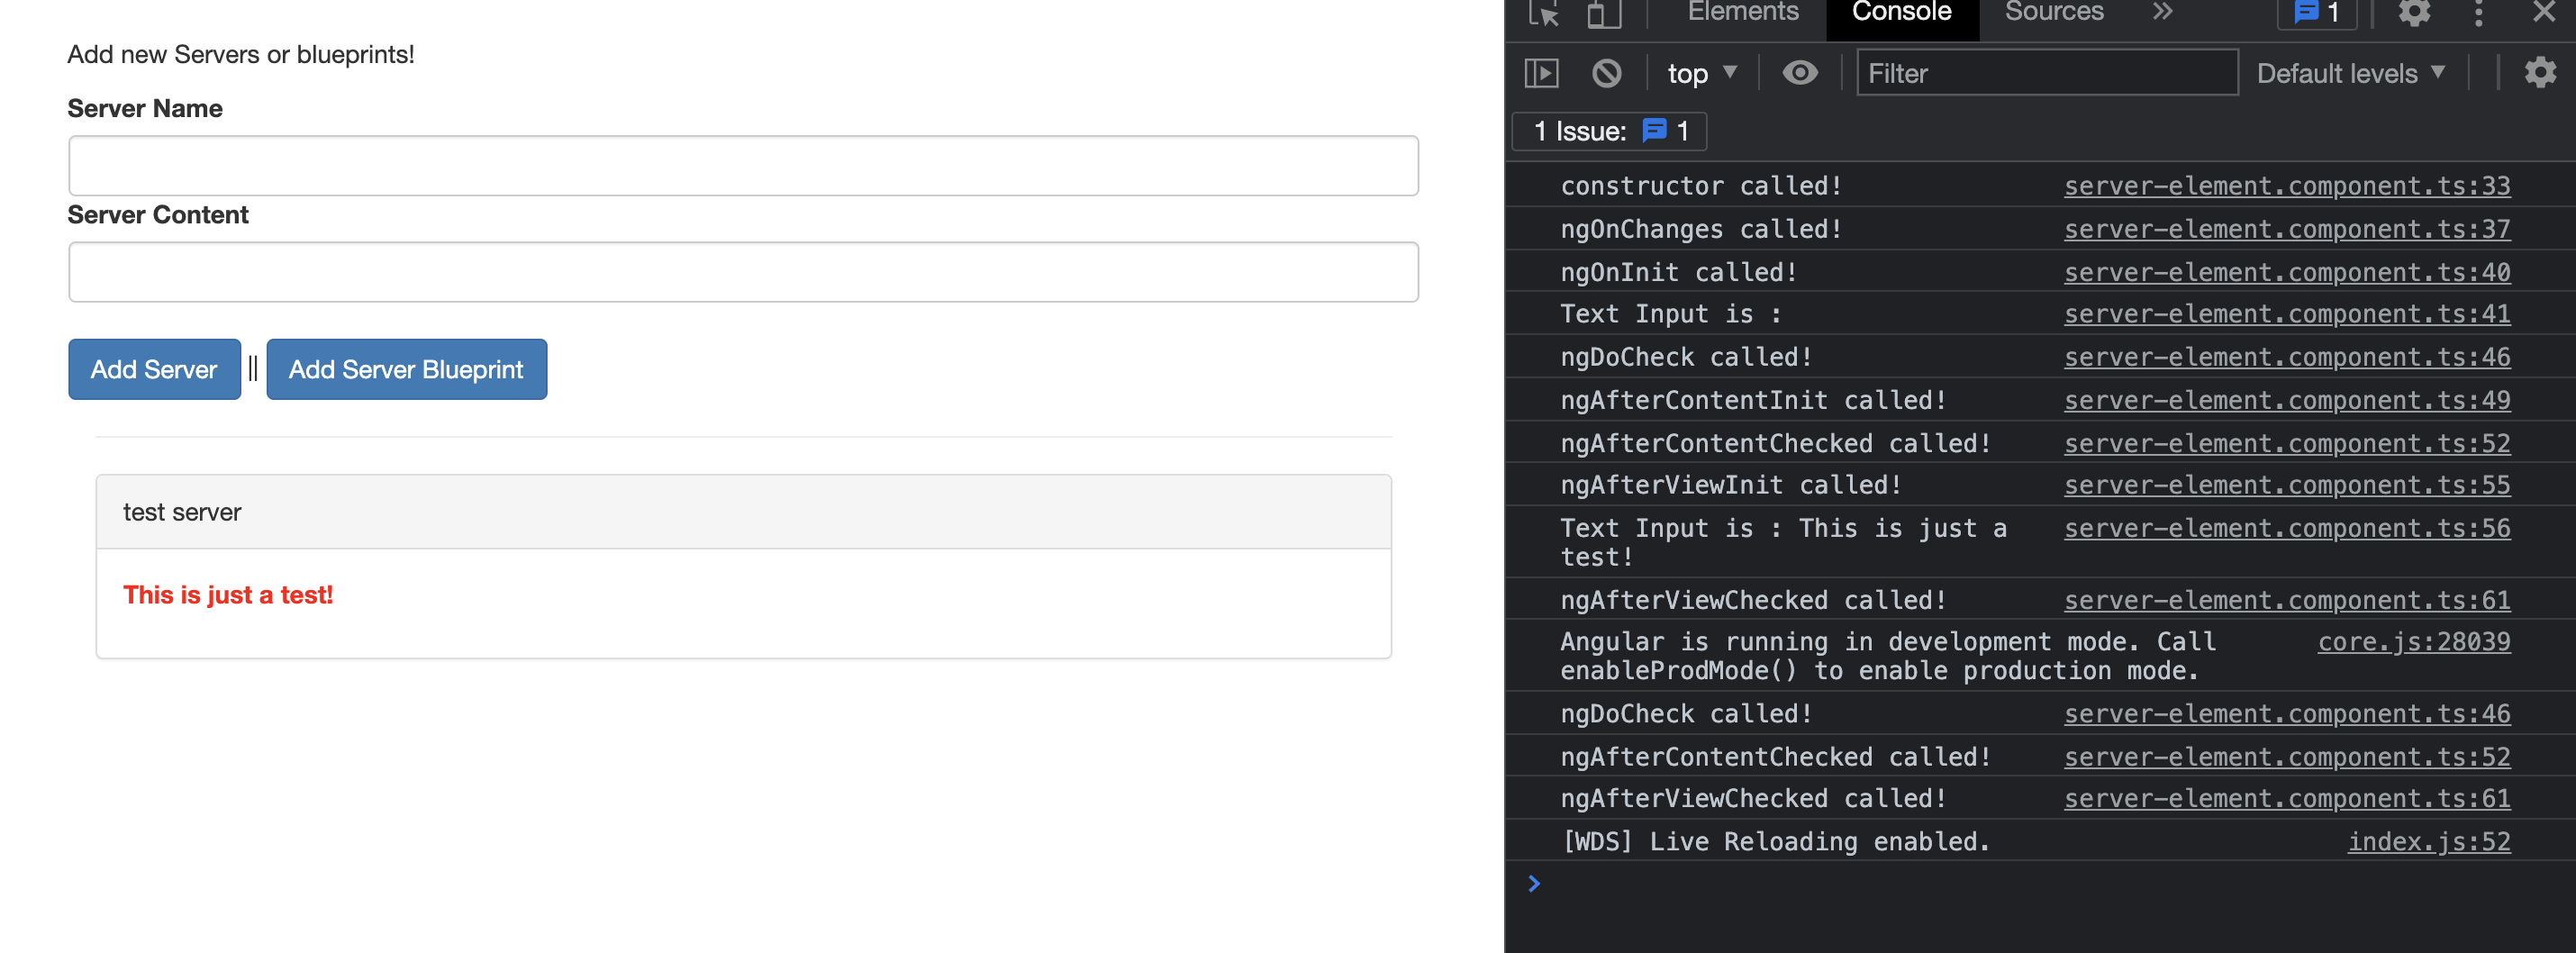 Add new Servers or blueprints!
Server Name
Server Content
Add Server || Add Server Blueprint
test server
This is just a test!
Elements Console Sources 1
top Filter Default levels
1 Issue: 1
constructor called! server-element.component.ts:33
ngOnChanges called! server-element.component.ts:37
ngOnInit called! server-element.component.ts:40
Text Input is : server-element.component.ts:41
ngDoCheck called! server-element.component.ts:46
ngAfterContentInit called! server-element.component.ts:49
ngAfterContentChecked called! server-element.component.ts:52
ngAfterViewInit called! server-element.component.ts:55
Text Input is : This is just a server-element.component.ts:56
test!
ngAfterViewChecked called! server-element.component.ts:61
Angular is running in development mode. Call core.js:28039
enableProdMode() to enable production mode.
ngDoCheck called! server-element.component.ts:46
ngAfterContentChecked called! server-element.component.ts:52
ngAfterViewChecked called! server-element.component.ts:61
[WDS] Live Reloading enabled. index.js:52